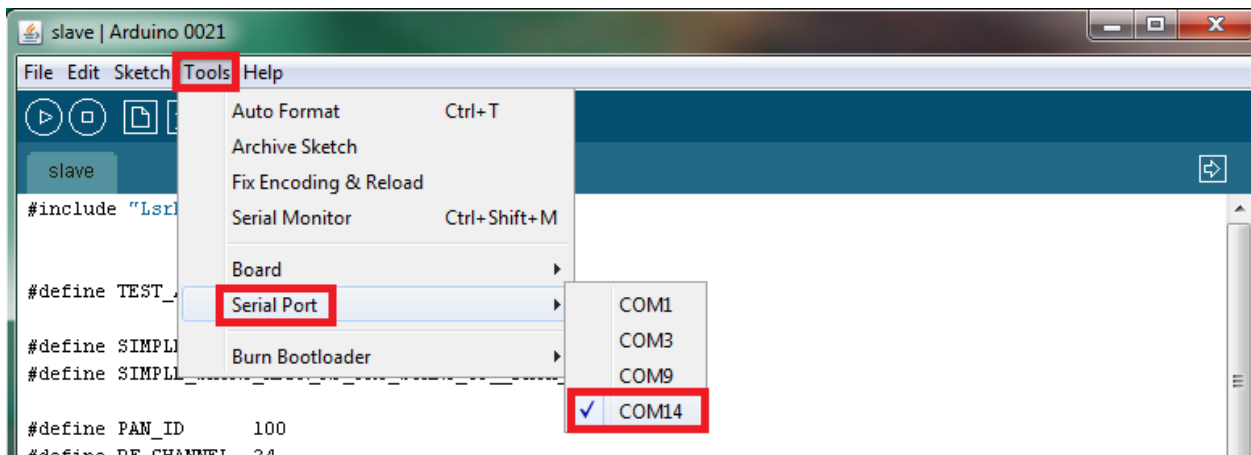 slave | Arduino 0021
File Edit Sketch Tools Help
Auto Format Ctrl+T
Archive Sketch
slave
Fix Encoding & Reload
#include "Lsr
Serial Monitor Ctrl+Shift+M
Board
#define TEST_
Serial Port
COM1
#define SIMPL
COM3
Burn Bootloader
#define SIMPL
COM9
COM14
#define PAN_ID 100